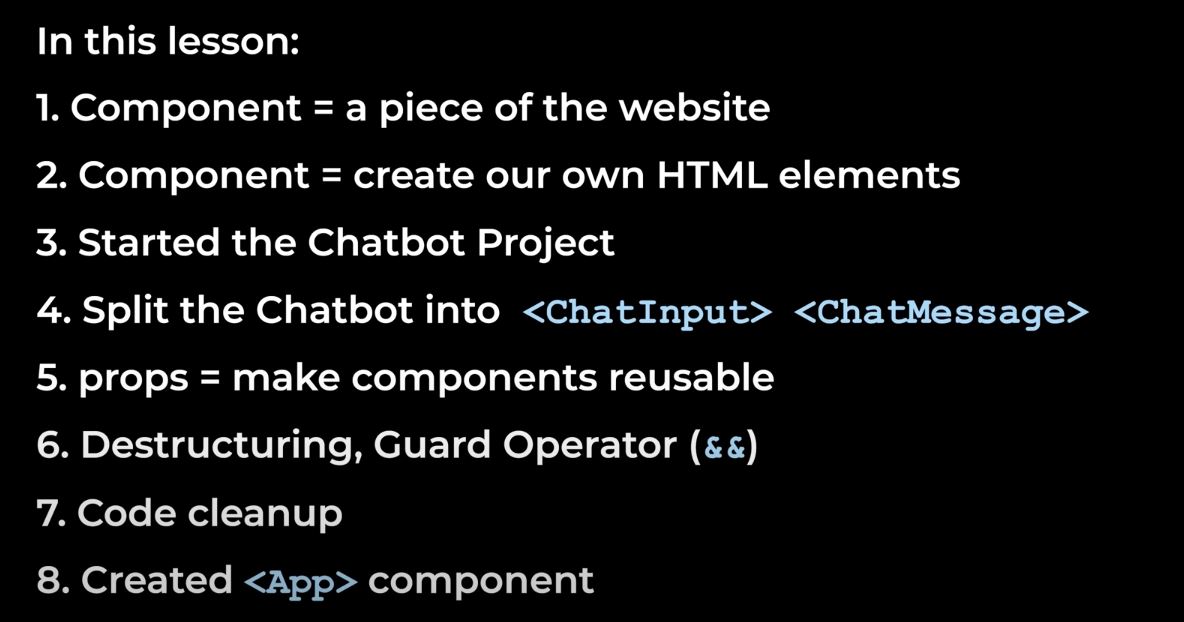 In this lesson:
1. Component = a piece of the website
2. Component = create our own HTML elements
3. Started the Chatbot Project
4. Split the Chatbot into <ChatInput> <ChatMessage>
5. props = make components reusable
6. Destructuring, Guard Operator (&&)
7. Code cleanup
8. Created <App> component